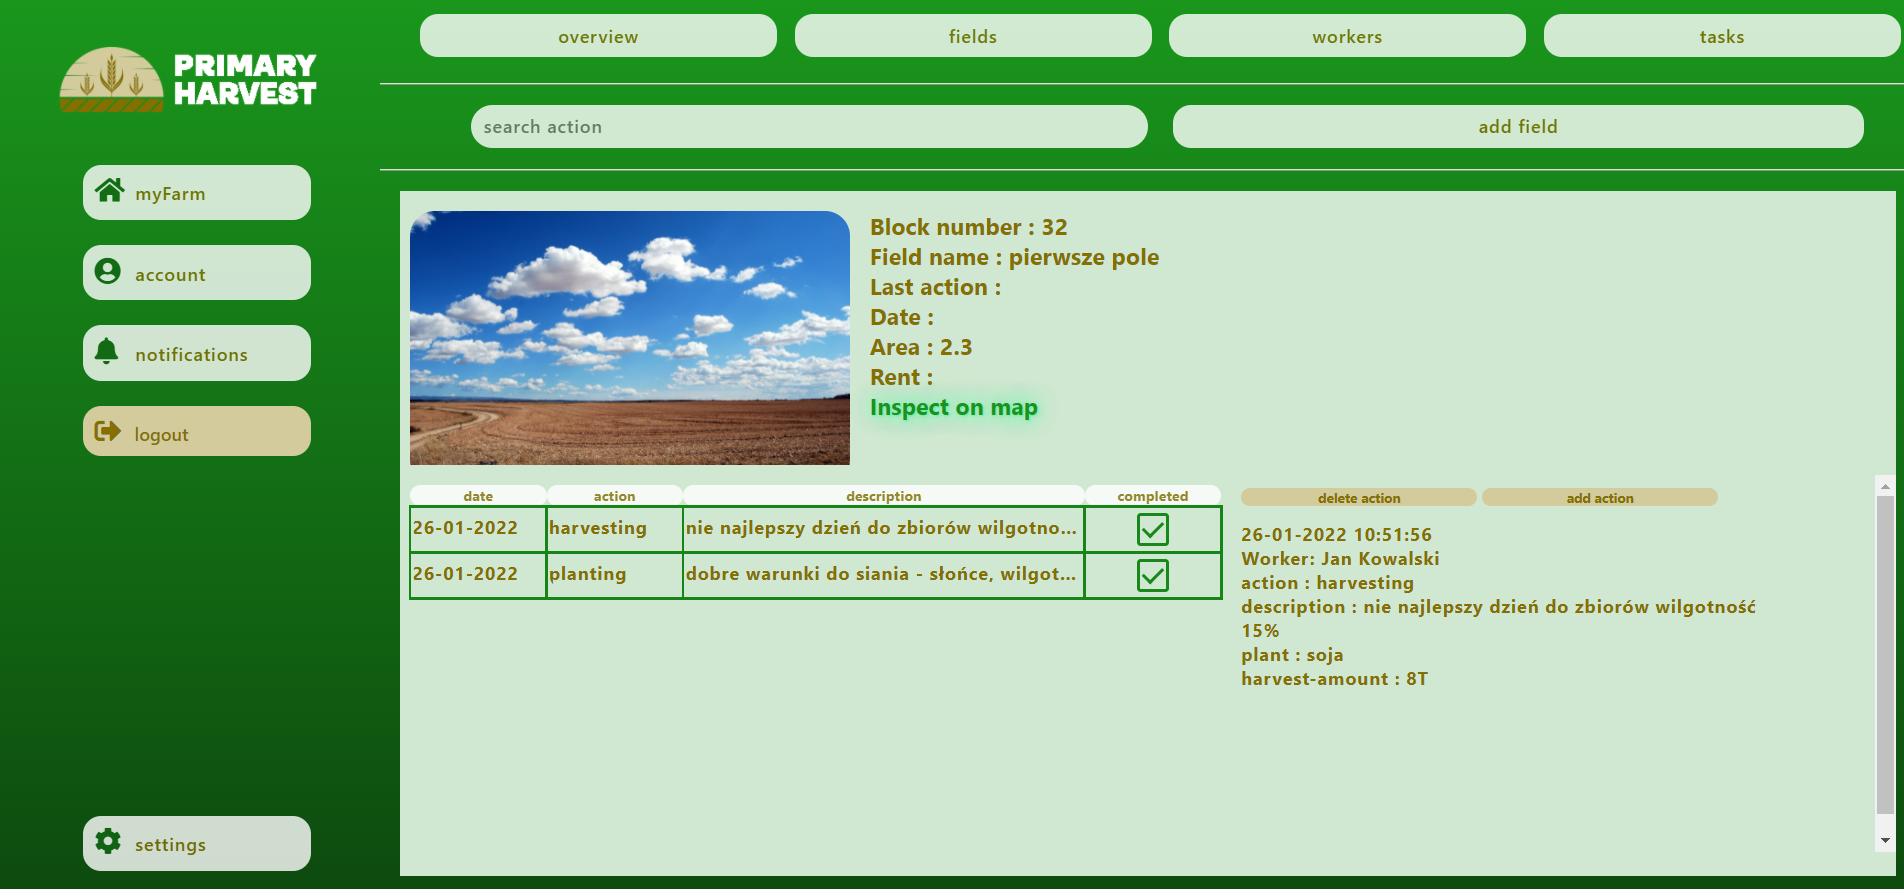 overview
fields
workers
tasks
PRIMARY
HARVEST
search action
add field
myFarm
account
notifications
logout
settings
Block number : 32
Field name : pierwsze pole
Last action :
Date :
Area : 2.3
Rent :
Inspect on map
date action description completed
26-01-2022 harvesting nie najlepszy dzień do zbiorów wilgotno...
26-01-2022 planting dobre warunki do siania - słońce, wilgot...
delete action
add action
26-01-2022 10:51:56
Worker: Jan Kowalski
action : harvesting
description : nie najlepszy dzień do zbiorów wilgotność
15%
plant : soja
harvest-amount : 8T